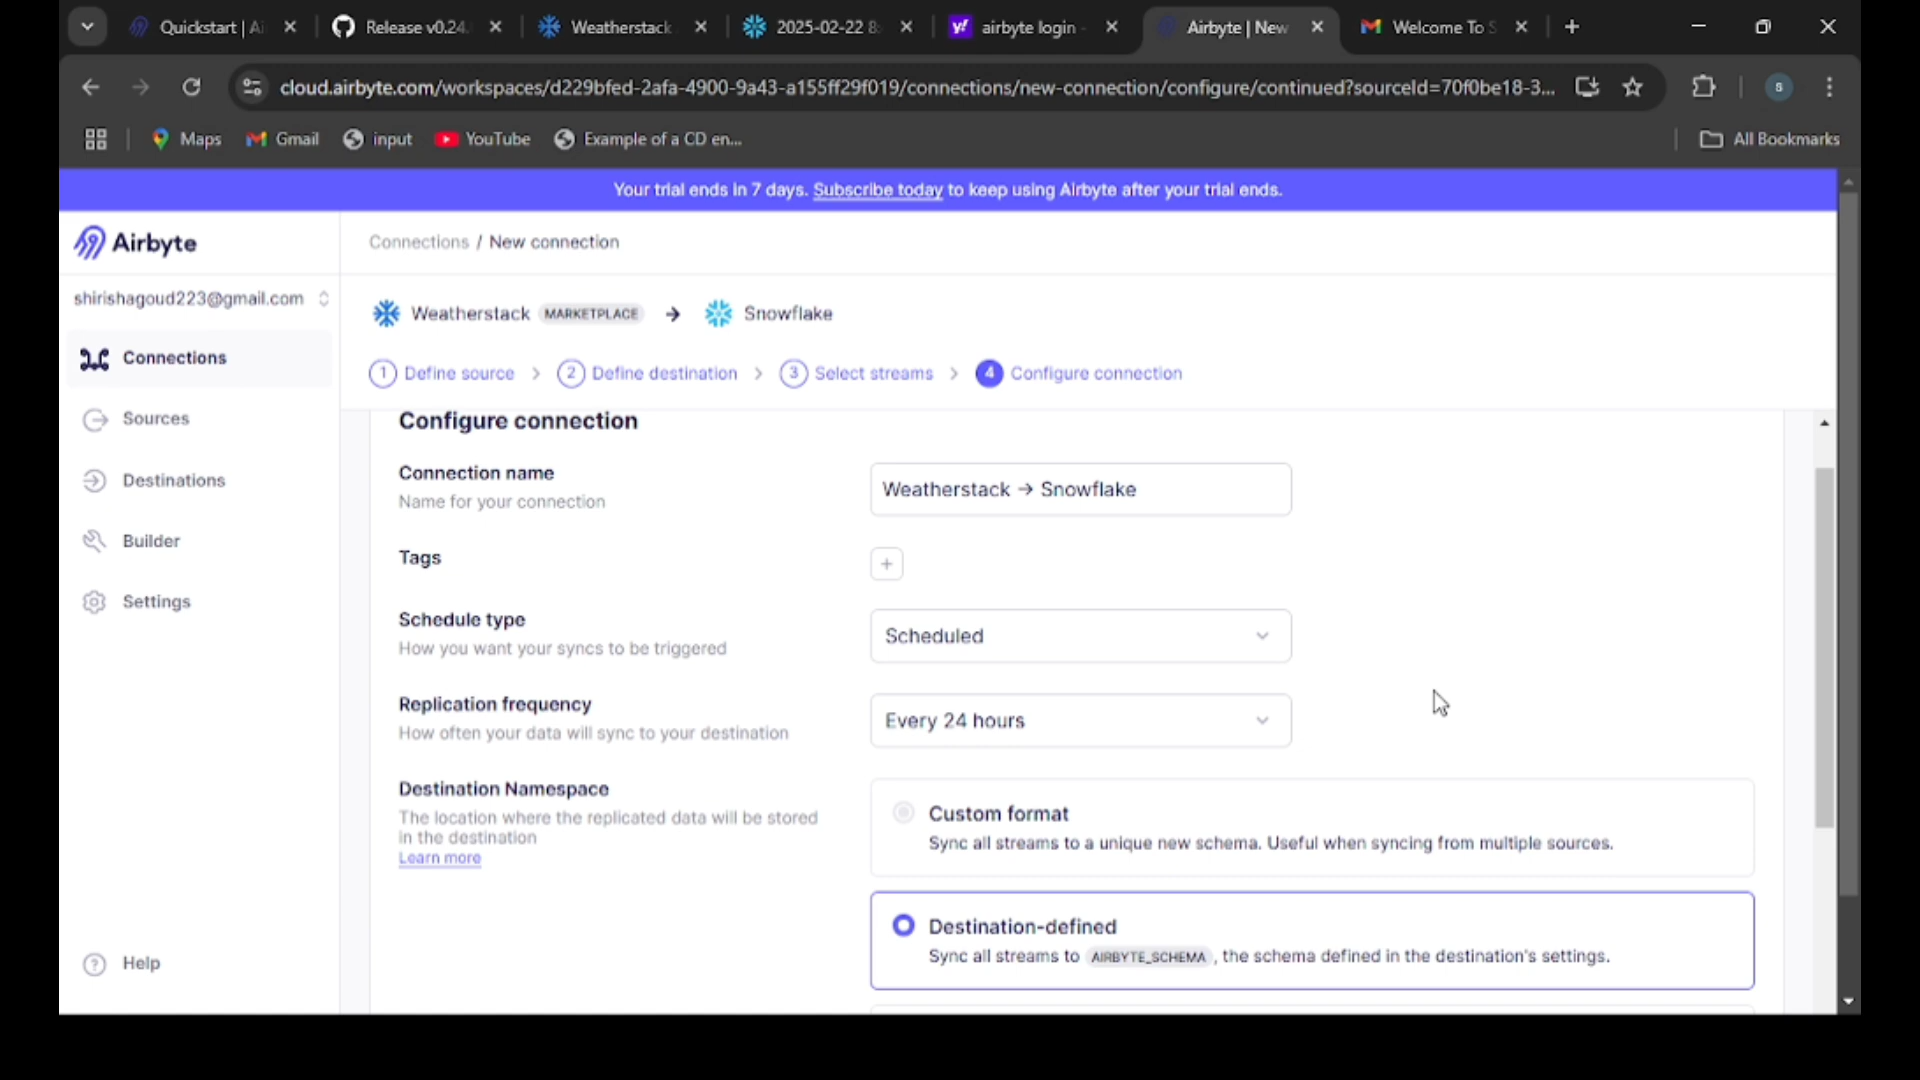 Quickstart | Ai
Release v0.24.
Weatherstack
2025-02-22 8:
airbyte login -
Airbyte | New
Welcome To S
cloud.airbyte.com/workspaces/d229bfed-2afa-4900-9a43-a155ff29f019/connections/new-connection/configure/continued?sourceId=70f0be18-3...
s
Maps
Gmail
input
YouTube
Example of a CD en...
All Bookmarks
Your trial ends in 7 days. Subscribe today to keep using Airbyte after your trial ends.
Airbyte
Connections / New connection
shirishagoud223@gmail.com
Weatherstack MARKETPLACE → Snowflake
Connections
1 Define source > 2 Define destination > 3 Select streams > 4 Configure connection
Sources
Destinations
Builder
Settings
Help
Configure connection
Connection name
Name for your connection
Weatherstack → Snowflake
Tags
+
Schedule type
How you want your syncs to be triggered
Scheduled
Replication frequency
How often your data will sync to your destination
Every 24 hours
Destination Namespace
The location where the replicated data will be stored
in the destination
Learn more
Custom format
Sync all streams to a unique new schema. Useful when syncing from multiple sources.
Destination-defined
Sync all streams to AIRBYTE_SCHEMA , the schema defined in the destination's settings.